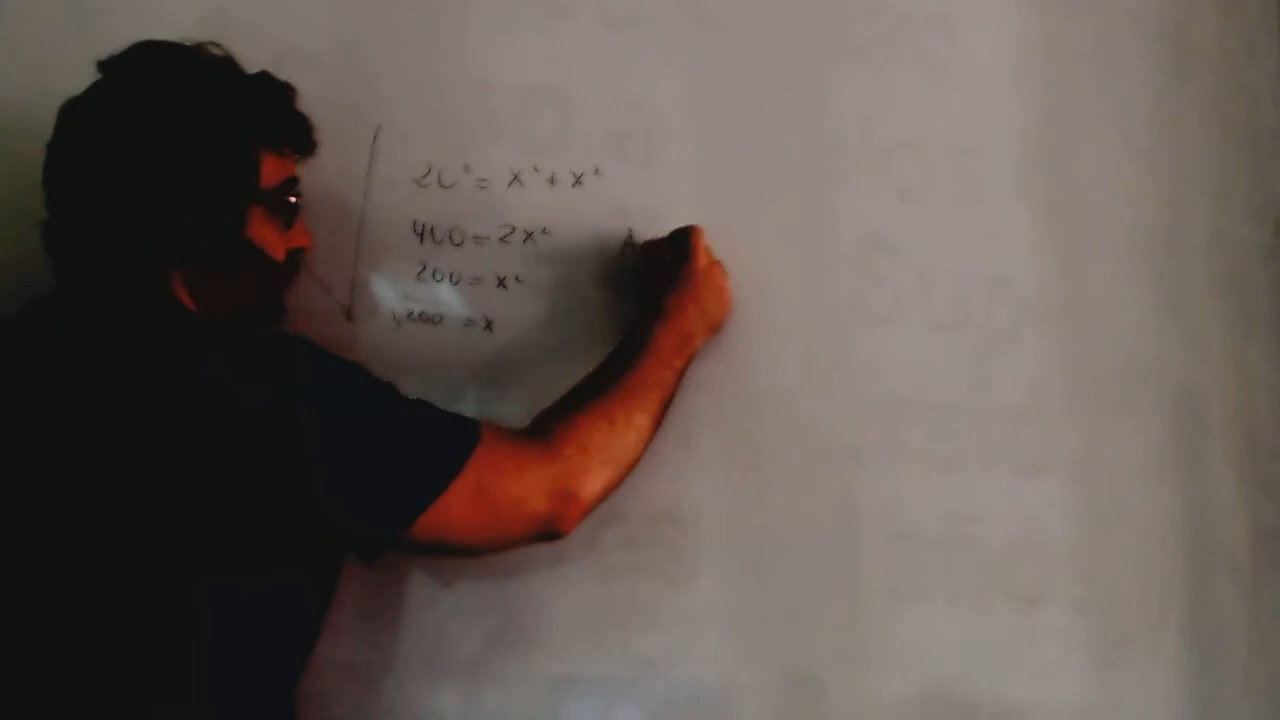 20² = x² + x²
400 = 2x²
200 = x²
√200 = x
A